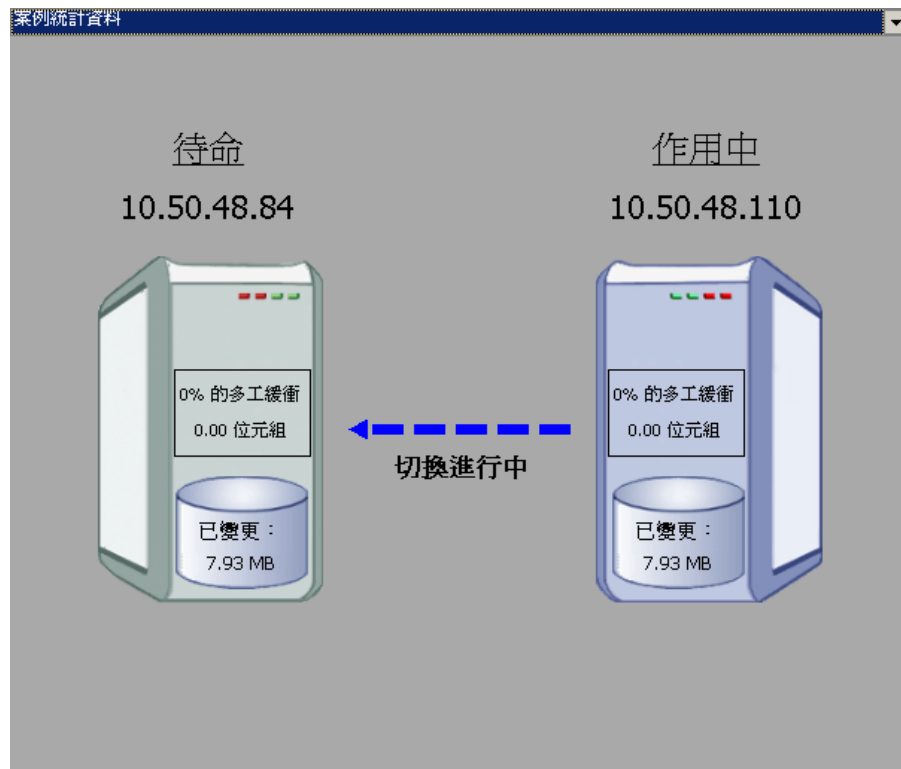 案例統計資料
待命
10.50.48.84
作用中
10.50.48.110
0% 的多工緩衝
0.00 位元組
已變更：
7.93 MB
切換進行中
0% 的多工緩衝
0.00 位元組
已變更：
7.93 MB